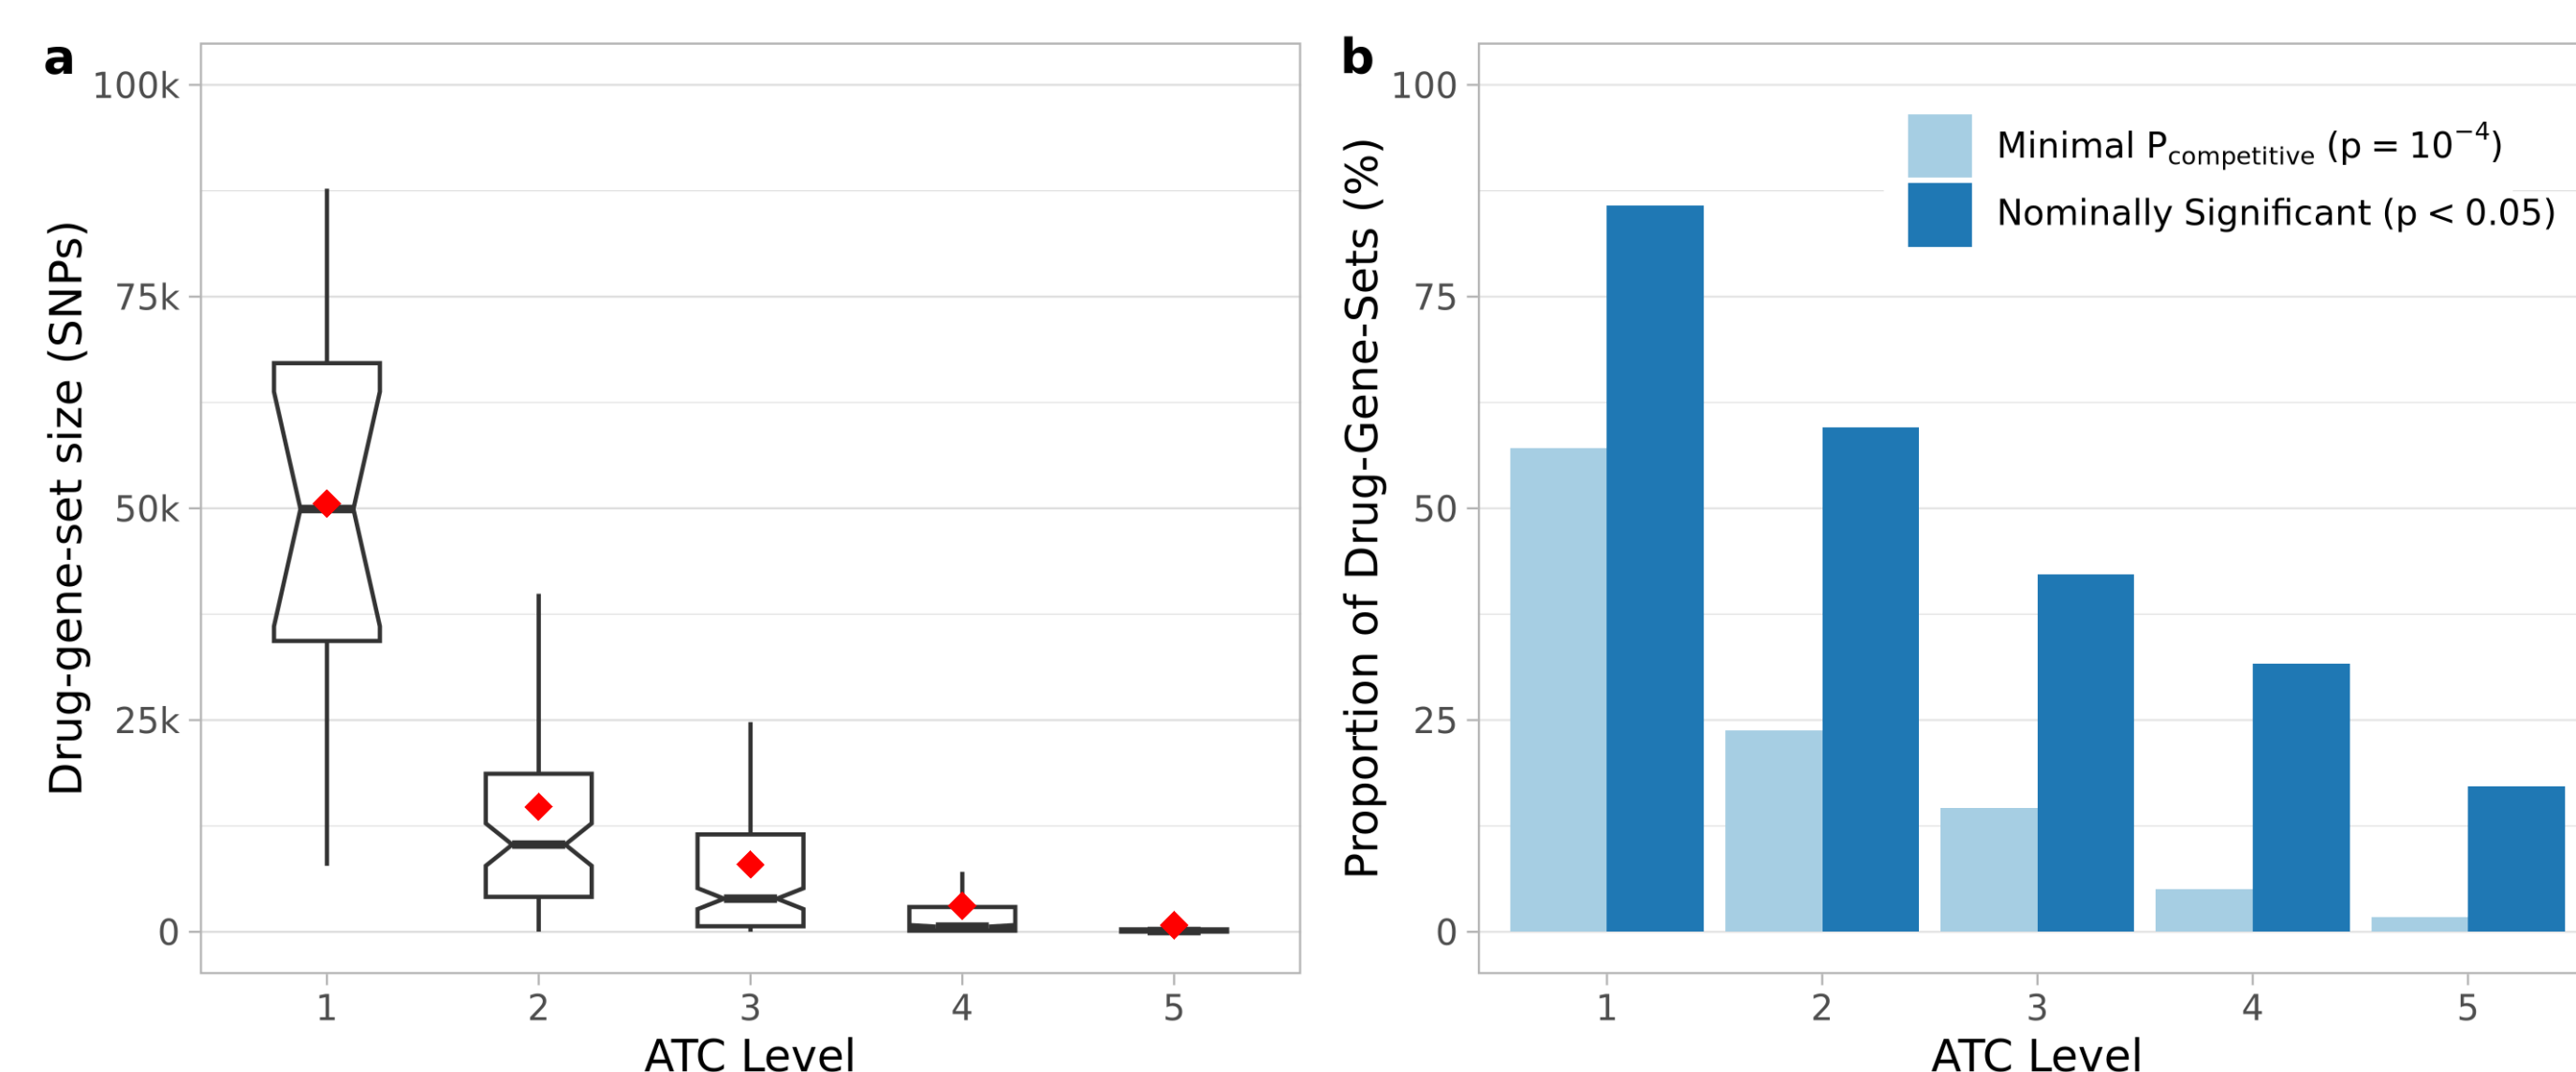 a
100k
75k
50k
25k
0
Drug-gene-set size (SNPs)
1 2 3 4 5
ATC Level
b
100
75
50
25
0
Proportion of Drug-Gene-Sets (%)
Minimal Pcompetitive (p = 10⁻⁴)
Nominally Significant (p < 0.05)
1 2 3 4 5
ATC Level